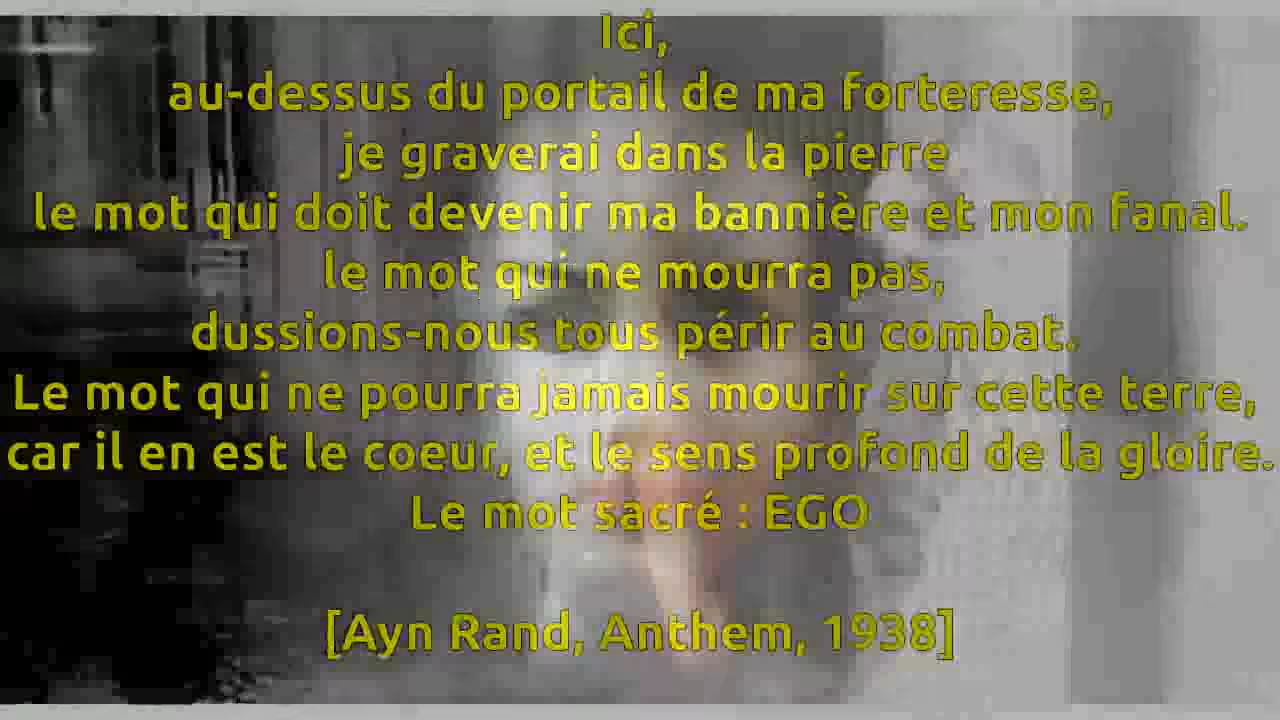 Ici,
au-dessus du portail de ma forteresse,
je graverai dans la pierre
le mot qui doit devenir ma bannière et mon fanal.
le mot qui ne mourra pas,
dussions-nous tous périr au combat.
Le mot qui ne pourra jamais mourir sur cette terre,
car il en est le coeur, et le sens profond de la gloire.
Le mot sacré : EGO
[Ayn Rand, Anthem, 1938]